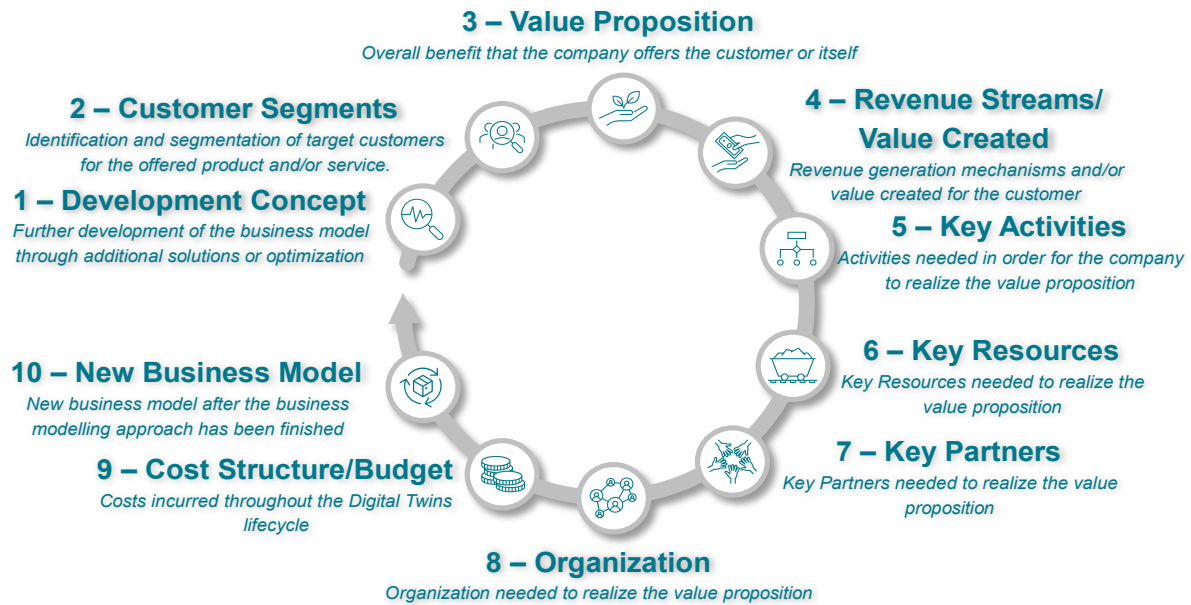 3 – Value Proposition
Overall benefit that the company offers the customer or itself
2 – Customer Segments
Identification and segmentation of target customers
for the offered product and/or service.
1 – Development Concept
Further development of the business model
through additional solutions or optimization
4 – Revenue Streams/
Value Created
Revenue generation mechanisms and/or
value created for the customer
5 – Key Activities
Activities needed in order for the company
to realize the value proposition
6 – Key Resources
Key Resources needed to realize the
value proposition
7 – Key Partners
Key Partners needed to realize the value
proposition
10 – New Business Model
New business model after the business
modelling approach has been finished
9 – Cost Structure/Budget
Costs incurred throughout the Digital Twins
lifecycle
8 – Organization
Organization needed to realize the value proposition